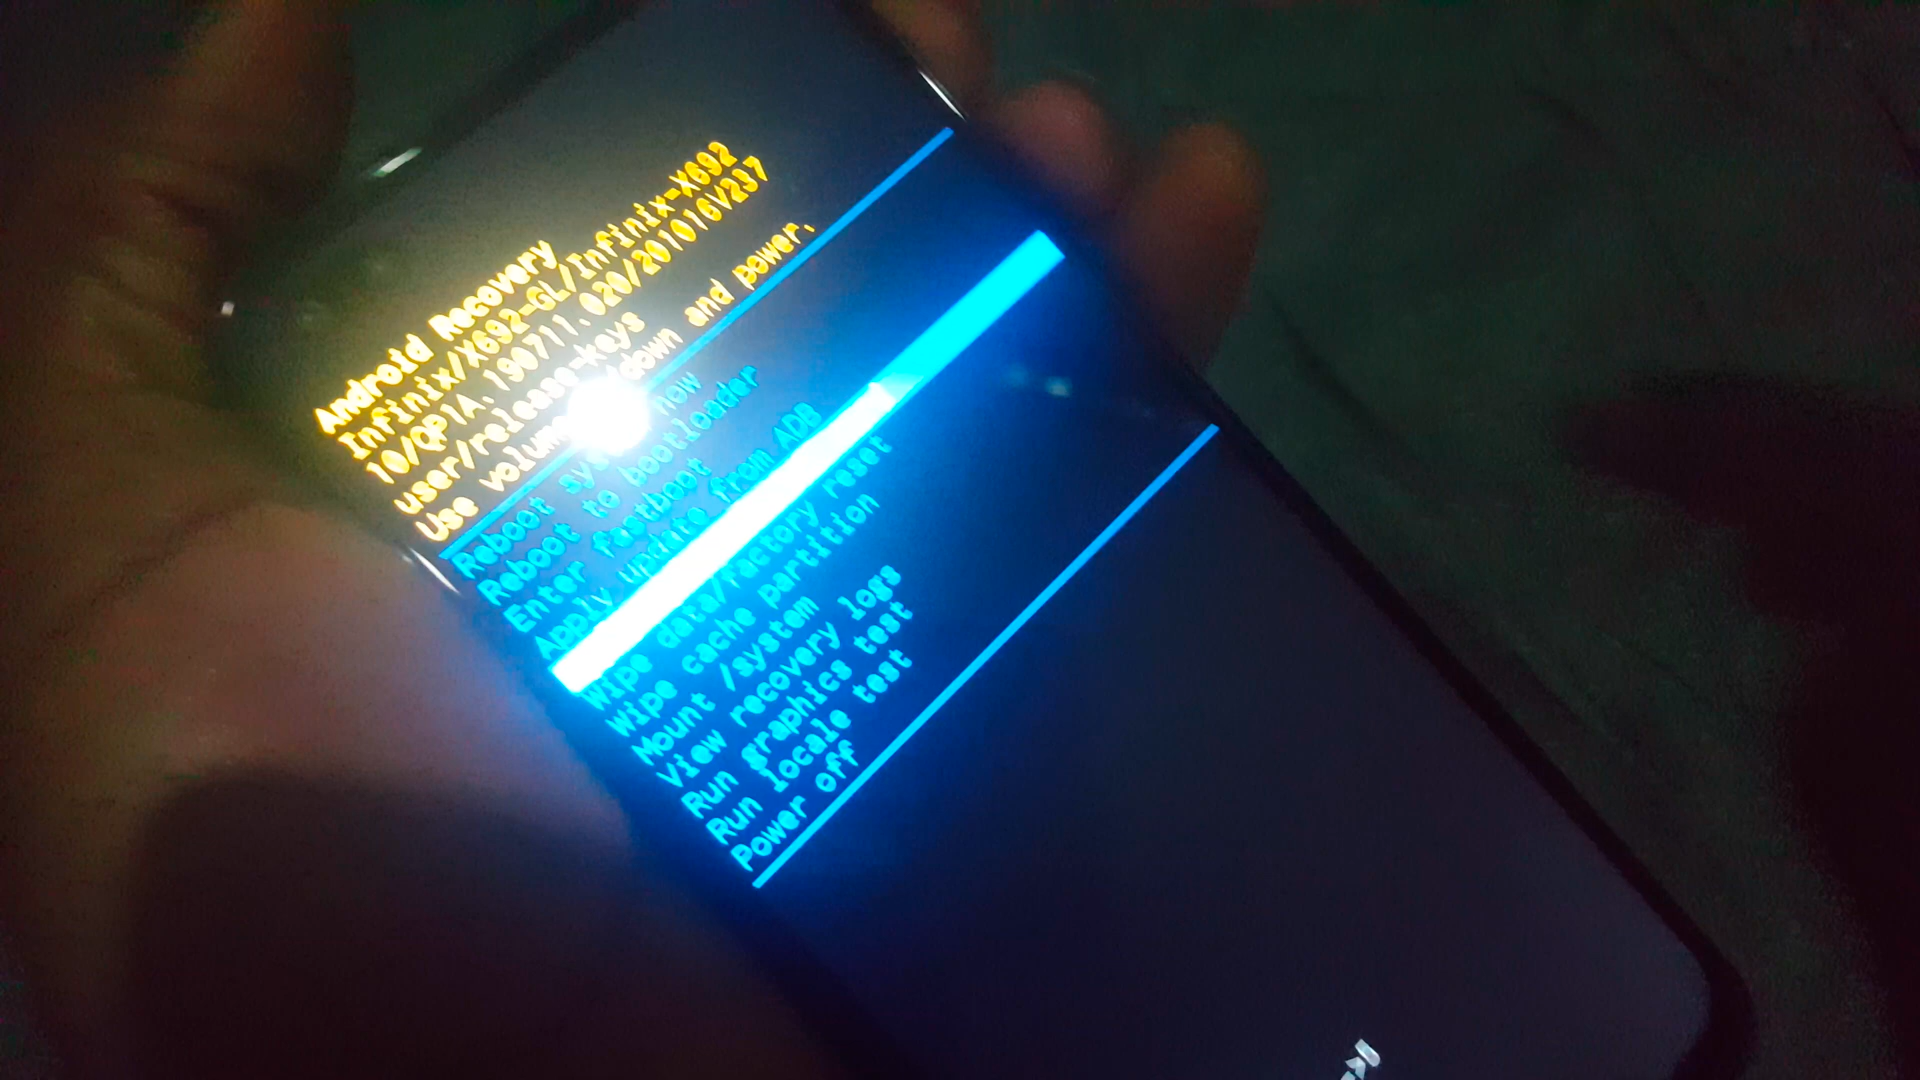 Android Recovery
Infinix/X692-GL/Infinix-X692
10/QP1A.190711.020/201016V237
user/release-keys
Use volume /down and power.
Reboot now
Reboot to bootloader
Enter fastboot
Apply update from ADB
Wipe data/factory reset
Wipe cache partition
Mount /system
View recovery logs
Run graphics test
Run locale test
Power off